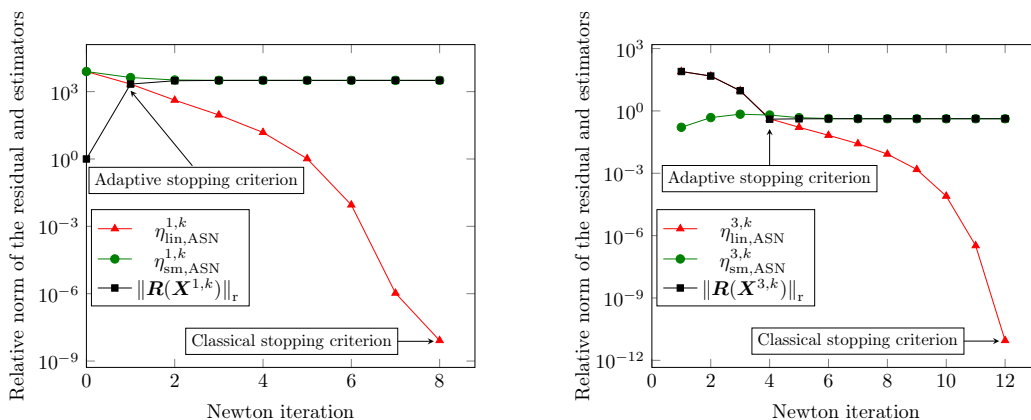 Relative norm of the residual and estimators
10^3
10^0
10^−3
10^−6
10^−9
0 2 4 6 8
Newton iteration
Adaptive stopping criterion
η^{1,k}_{lin,ASN}
η^{1,k}_{sm,ASN}
‖R(X^{1,k})‖_r
Classical stopping criterion
Relative norm of the residual and estimators
10^3
10^0
10^−3
10^−6
10^−9
10^−12
0 2 4 6 8 10 12
Newton iteration
Adaptive stopping criterion
η^{3,k}_{lin,ASN}
η^{3,k}_{sm,ASN}
‖R(X^{3,k})‖_r
Classical stopping criterion